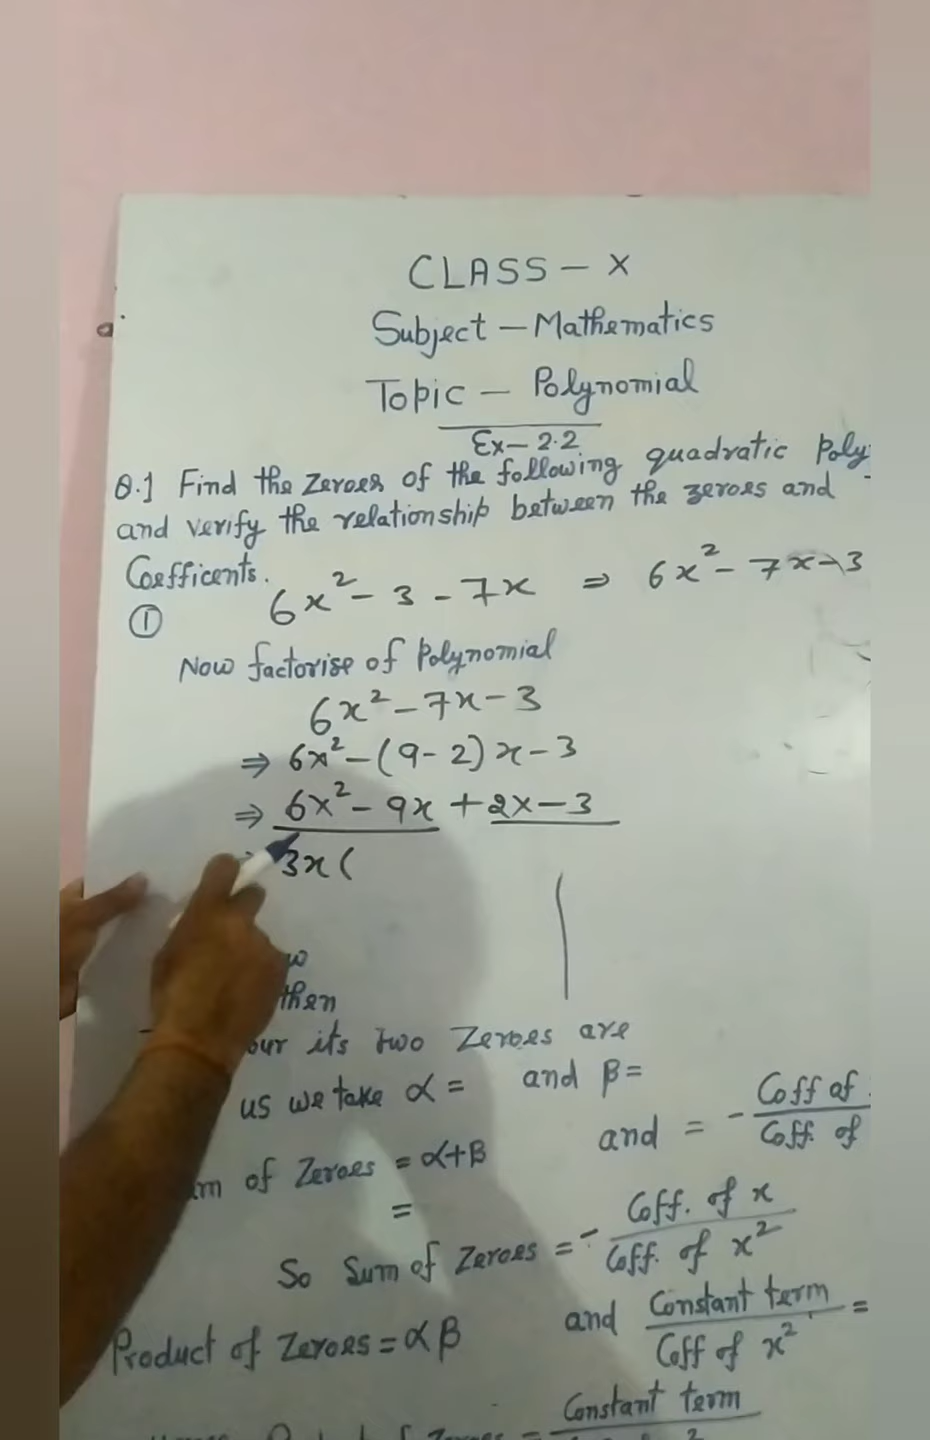 CLASS – X
Subject – Mathematics
Topic – Polynomial
Ex – 2.2
Q.1 Find the zeroes of the following quadratic Poly
and verify the relationship between the zeroes and
Coefficents.
① 6x² - 3 - 7x ⇒ 6x² - 7x - 3
Now factorise of Polynomial
6x² - 7x - 3
⇒ 6x² - (9 - 2) x - 3
⇒ 6x² - 9x + 2x - 3
3x (
then
its two Zeroes are
us we take α = and β =
and = - Coff of
Coff. of
of Zeroes = α+β
=
So Sum of Zeroes = - Coff. of x
Coff. of x²
Product of Zeroes = α β and Constant term =
Coff of x²
Constant term